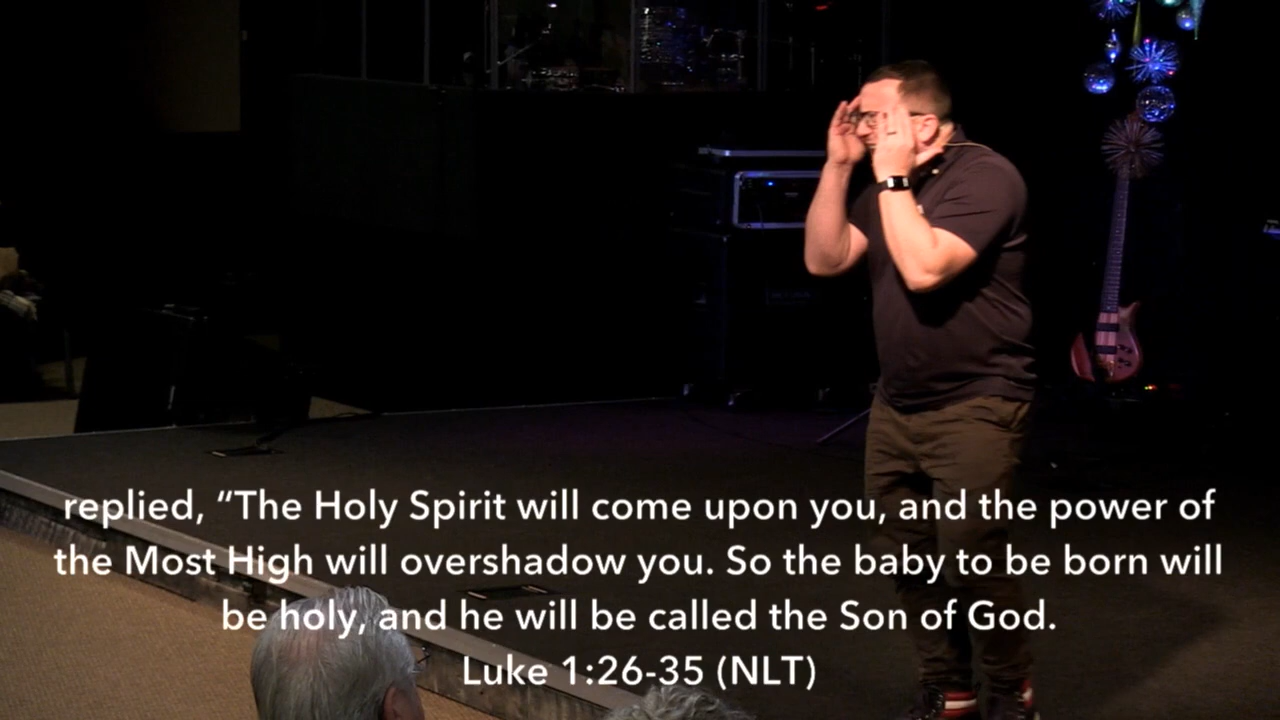 replied, “The Holy Spirit will come upon you, and the power of
the Most High will overshadow you. So the baby to be born will
be holy, and he will be called the Son of God.
Luke 1:26-35 (NLT)